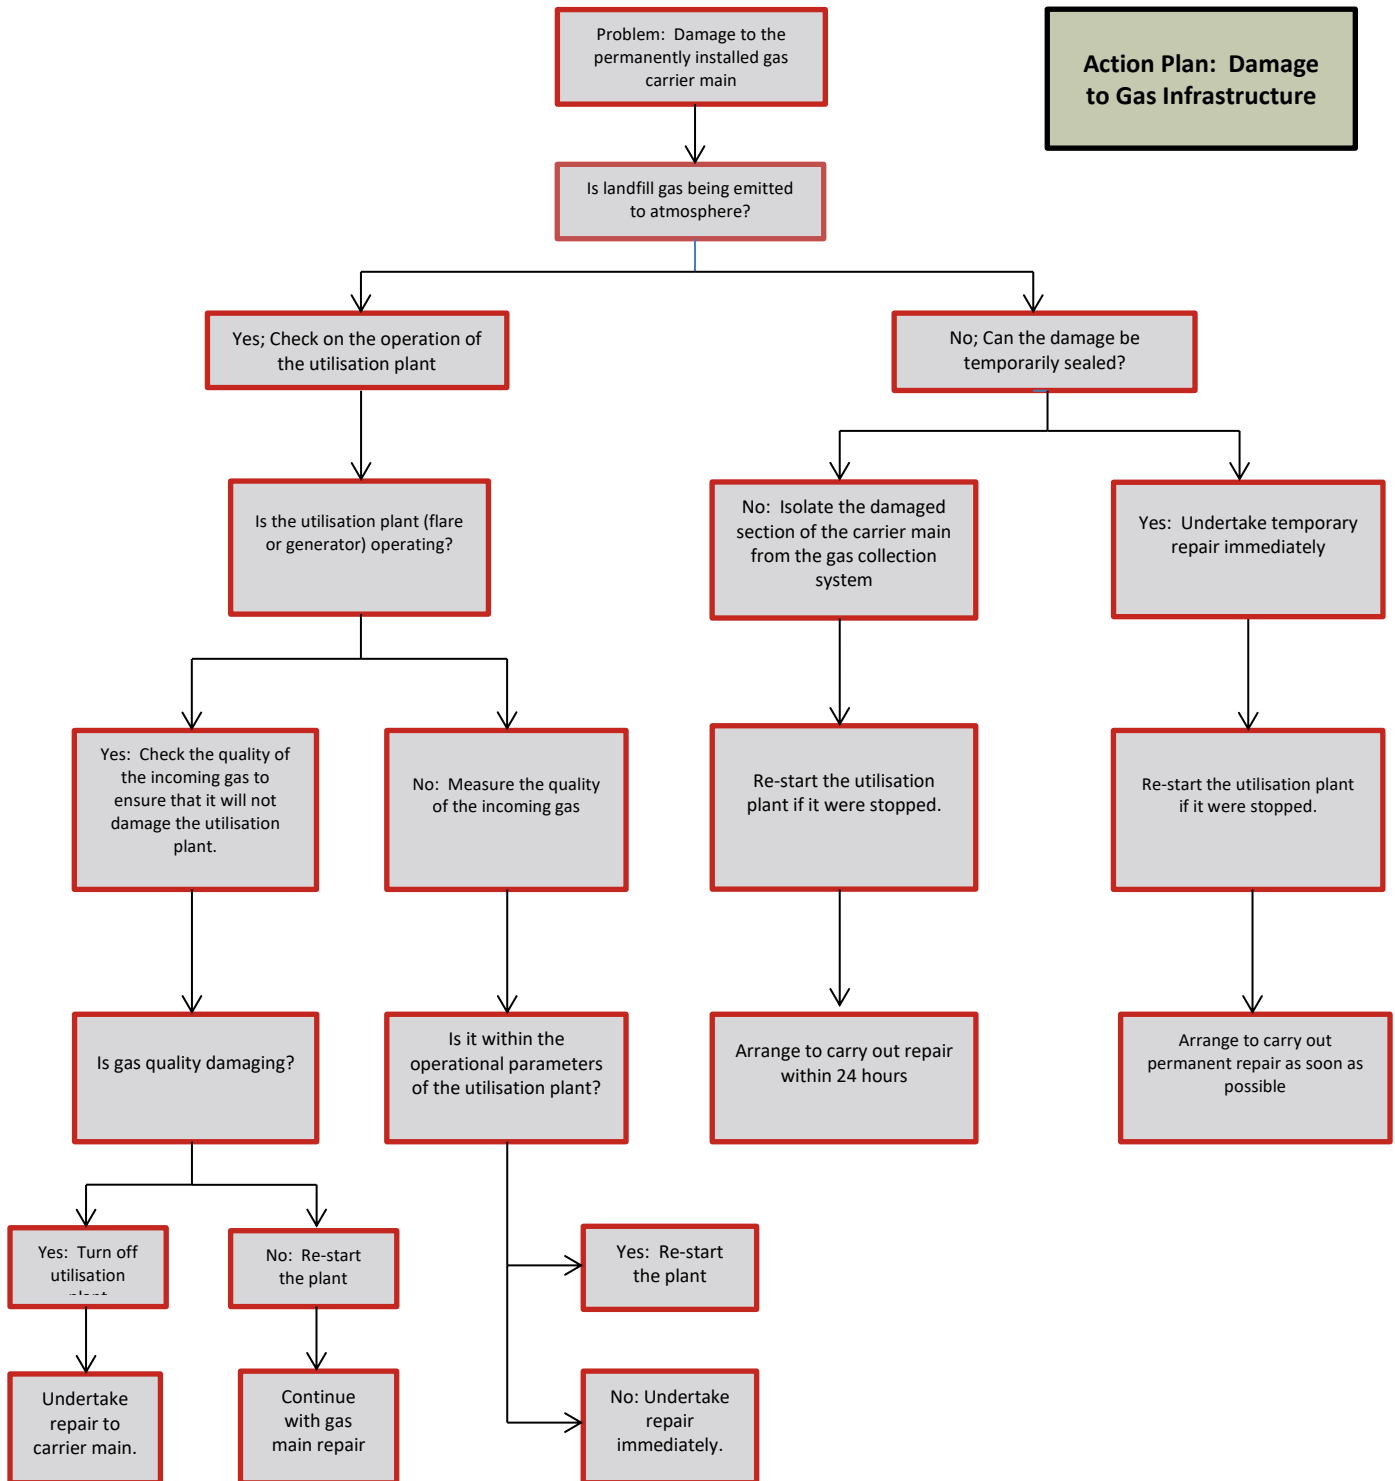 Problem: Damage to the
permanently installed gas
carrier main
Action Plan: Damage
to Gas Infrastructure
Is landfill gas being emitted
to atmosphere?
Yes; Check on the operation of
the utilisation plant
No; Can the damage be
temporarily sealed?
Is the utilisation plant (flare
or generator) operating?
No: Isolate the damaged
section of the carrier main
from the gas collection
system
Yes: Undertake temporary
repair immediately
Yes: Check the quality of
the incoming gas to
ensure that it will not
damage the utilisation
plant.
No: Measure the quality
of the incoming gas
Re-start the utilisation
plant if it were stopped.
Re-start the utilisation plant
if it were stopped.
Is gas quality damaging?
Is it within the
operational parameters
of the utilisation plant?
Arrange to carry out repair
within 24 hours
Arrange to carry out
permanent repair as soon as
possible
Yes: Turn off
utilisation
No: Re-start
the plant
Yes: Re-start
the plant
Undertake
repair to
carrier main.
Continue
with gas
main repair
No: Undertake
repair
immediately.